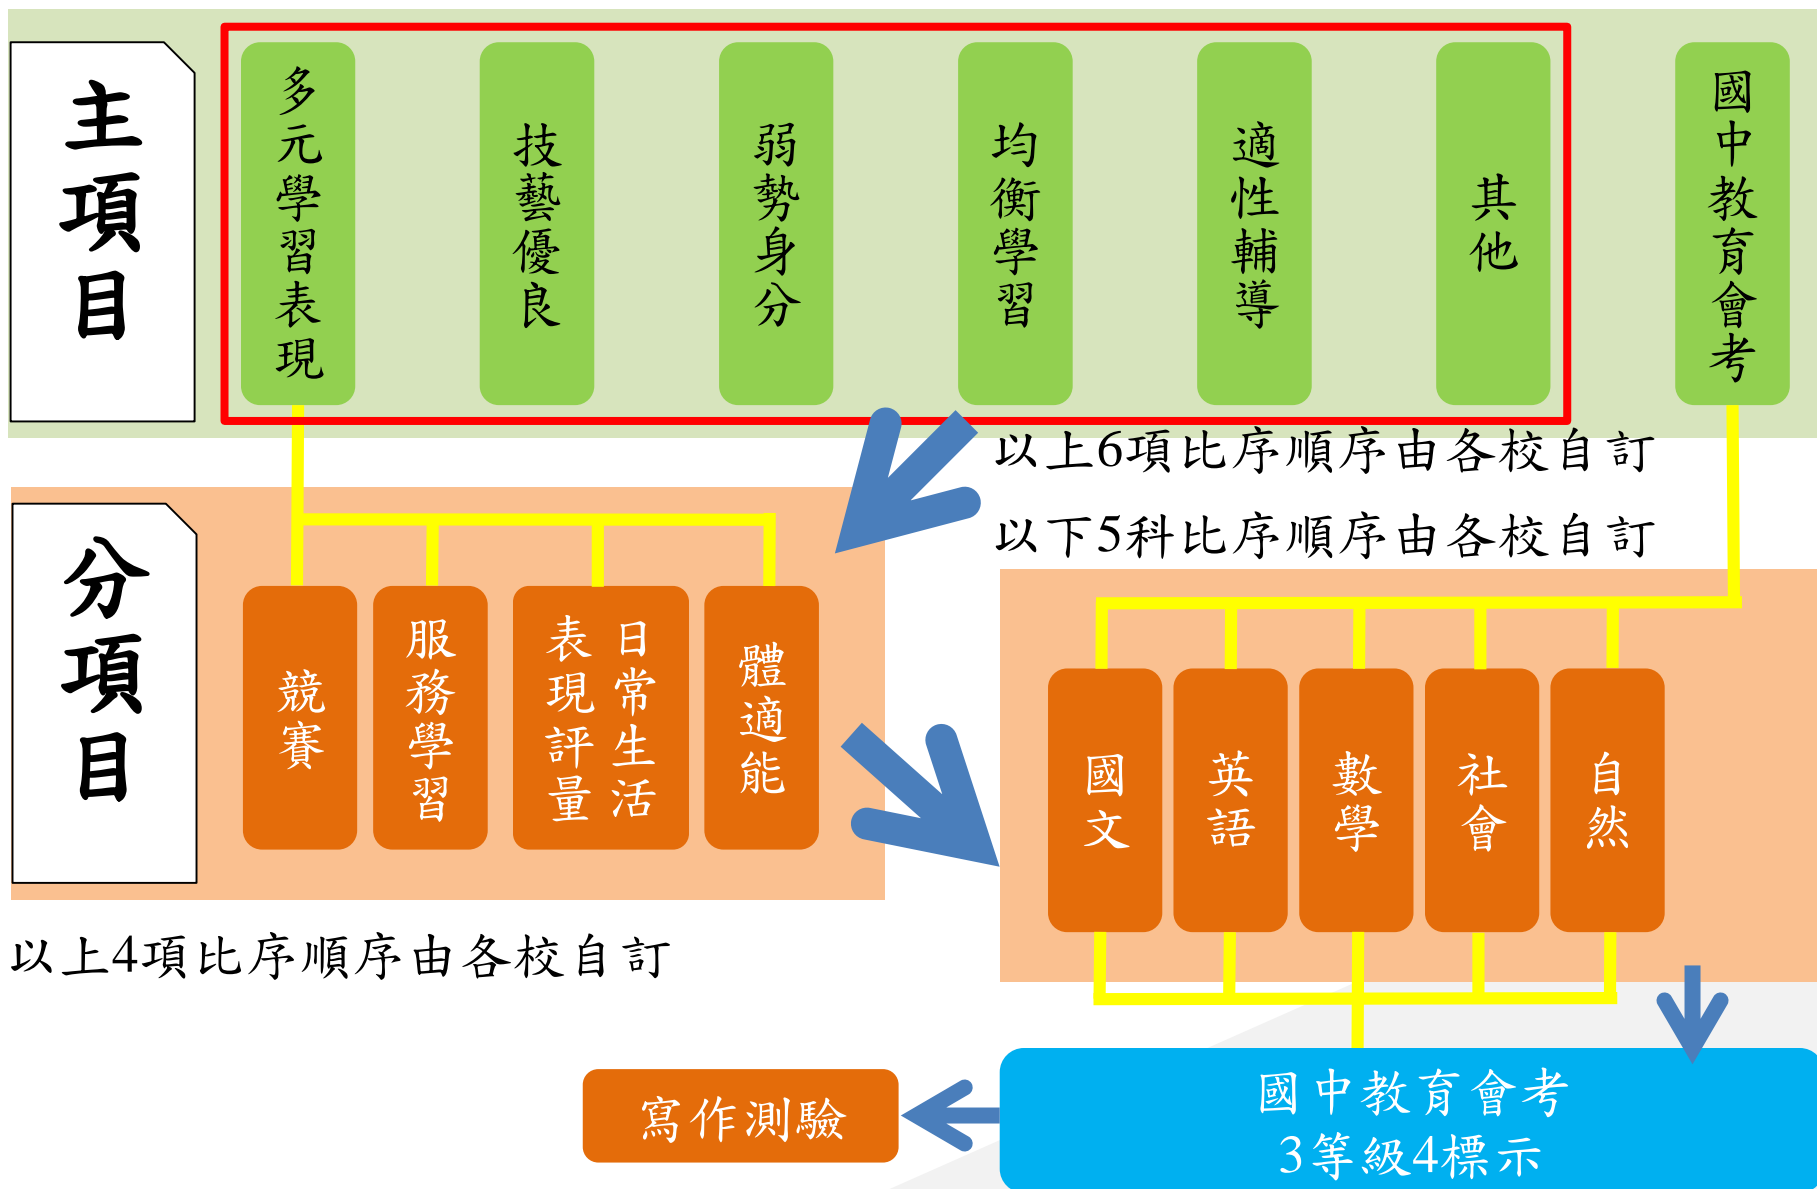 主項目
多元學習表現
技藝優良
弱勢身分
均衡學習
適性輔導
其他
國中教育會考
以上6項比序順序由各校自訂
以下5科比序順序由各校自訂
分項目
競賽
服務學習
日常生活
表現評量
體適能
國文
英語
數學
社會
自然
以上4項比序順序由各校自訂
國中教育會考
3等級4標示
寫作測驗